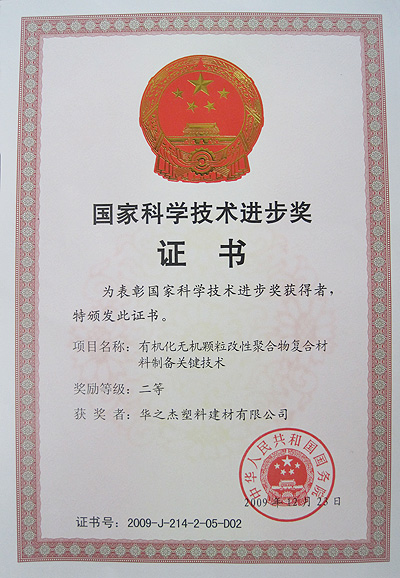 国家科学技术进步奖
证书
为表彰国家科学技术进步奖获得者，
特颁发此证书。
项目名称：有机化无机颗粒改性聚合物复合材
料制备关键技术
奖励等级：二等
获奖者：华之杰塑料建材有限公司
中华人民共和国国务院
2009年12月23日
证书号：2009-J-214-2-05-D02